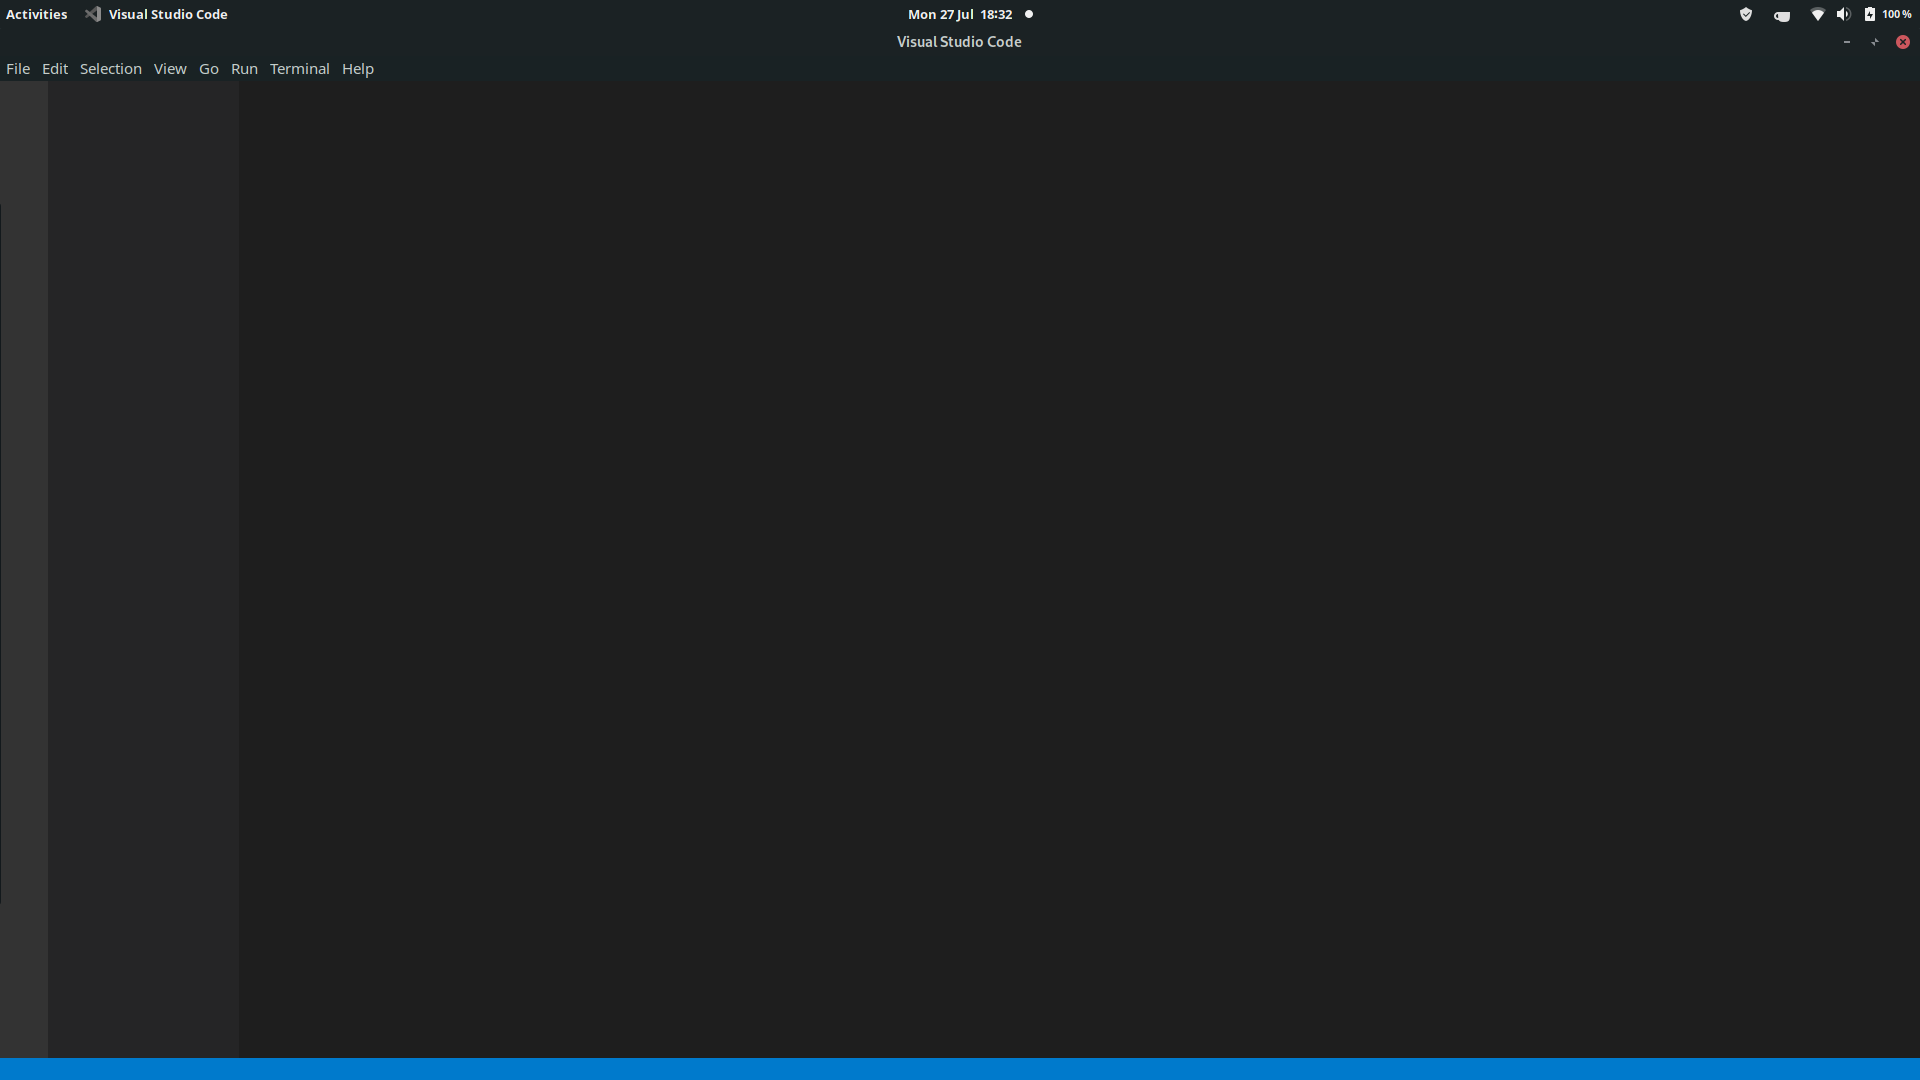 Activities Visual Studio Code Mon 27 Jul 18:32 100 %
Visual Studio Code
File Edit Selection View Go Run Terminal Help